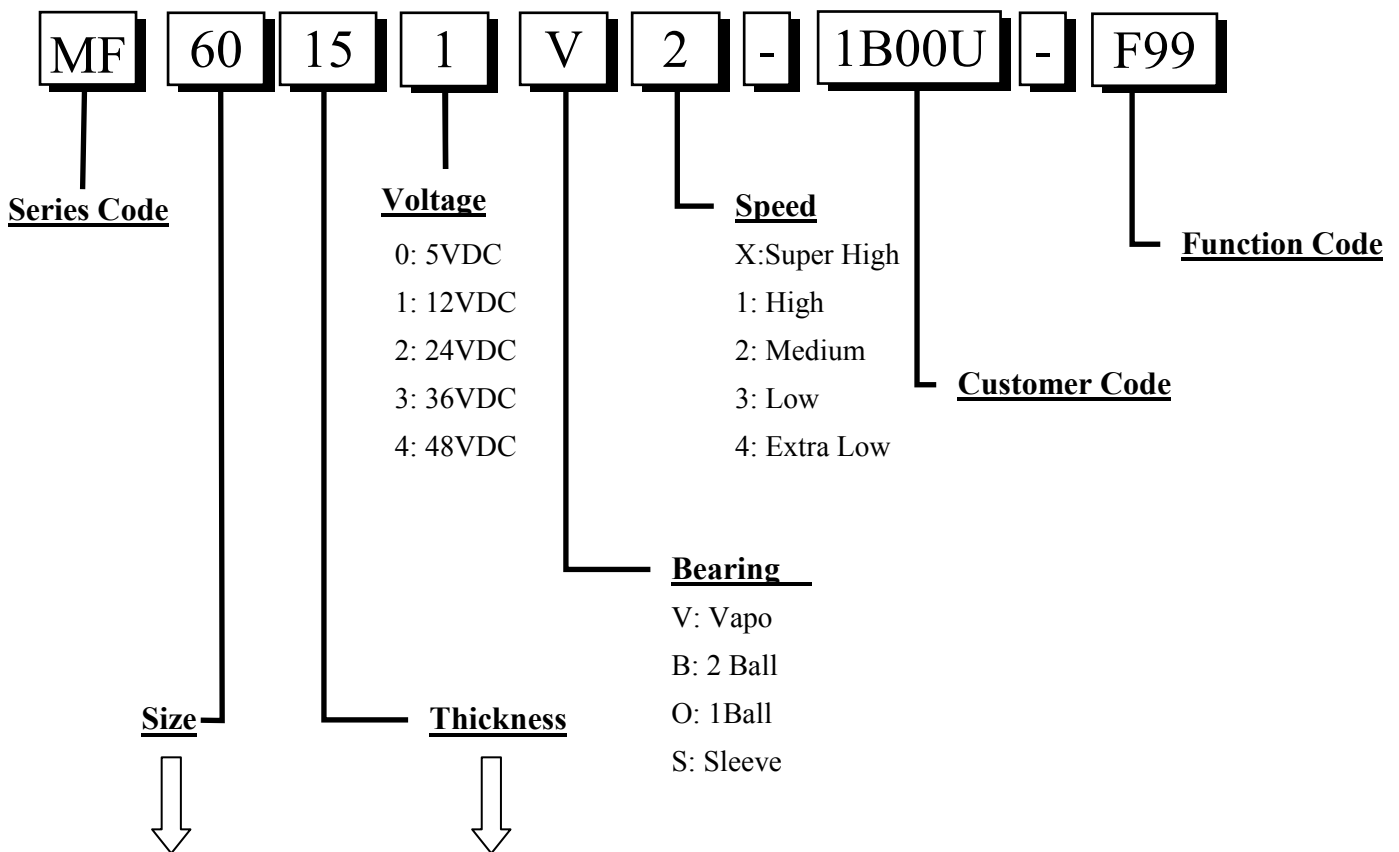 MF 60 15 1 V 2 - 1B00U - F99
Series Code
Voltage
0: 5VDC
1: 12VDC
2: 24VDC
3: 36VDC
4: 48VDC
Speed
X:Super High
1: High
2: Medium
3: Low
4: Extra Low
Function Code
Customer Code
Bearing
V: Vapo
B: 2 Ball
O: 1Ball
S: Sleeve
Size
Thickness